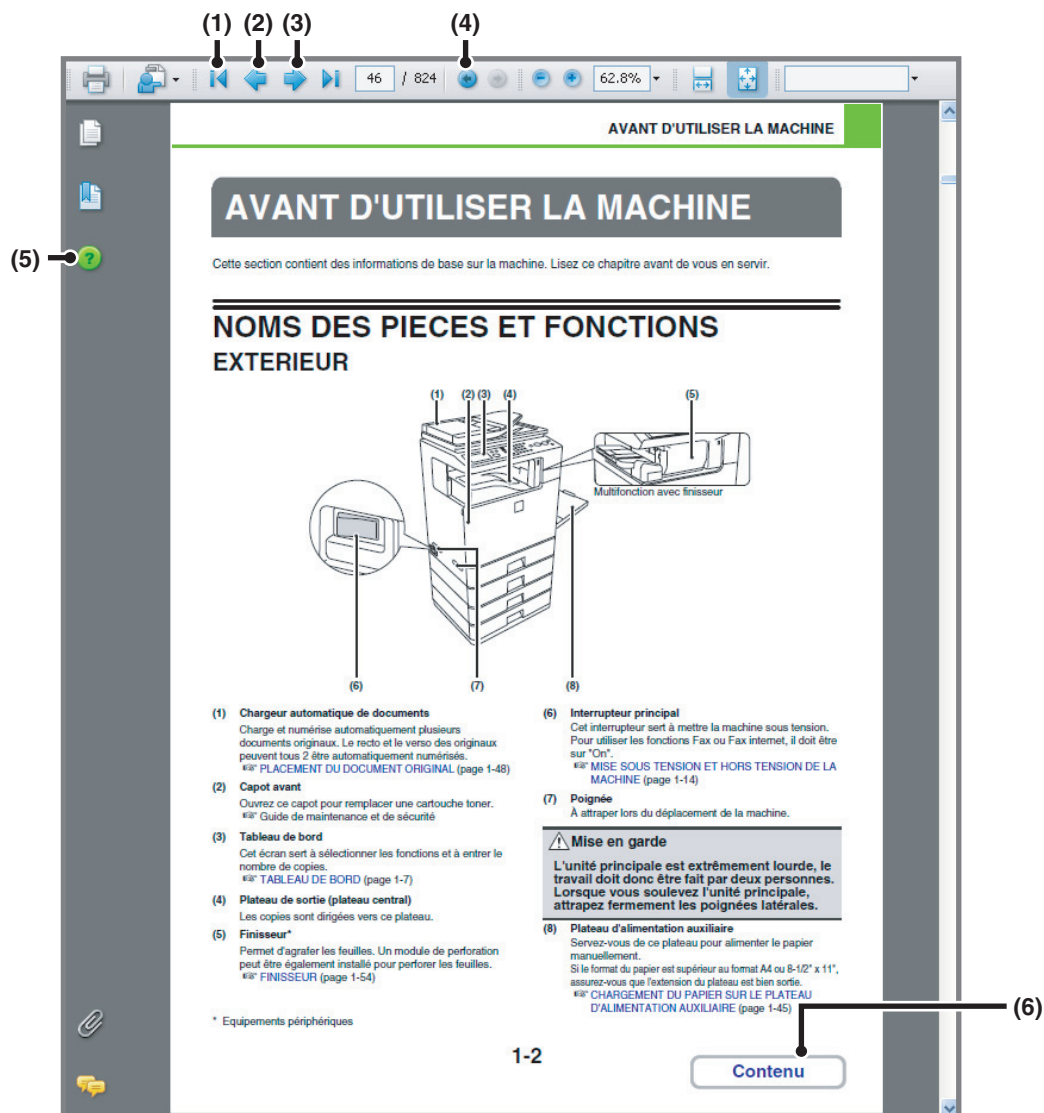 (1) (2) (3) (4)
46 / 824 62.8%
AVANT D'UTILISER LA MACHINE
AVANT D'UTILISER LA MACHINE
(5)
?
Cette section contient des informations de base sur la machine. Lisez ce chapitre avant de vous en servir.
NOMS DES PIECES ET FONCTIONS
EXTERIEUR
(1) (2) (3) (4) (5)
Multifonction avec finisseur
(6) (7) (8)
(1) Chargeur automatique de documents
Charge et numérise automatiquement plusieurs
documents originaux. Le recto et le verso des originaux
peuvent tous 2 être automatiquement numérisés.
☞ PLACEMENT DU DOCUMENT ORIGINAL (page 1-48)
(2) Capot avant
Ouvrez ce capot pour remplacer une cartouche toner.
☞ Guide de maintenance et de sécurité
(3) Tableau de bord
Cet écran sert à sélectionner les fonctions et à entrer le
nombre de copies.
☞ TABLEAU DE BORD (page 1-7)
(4) Plateau de sortie (plateau central)
Les copies sont dirigées vers ce plateau.
(5) Finisseur*
Permet d'agrafer les feuilles. Un module de perforation
peut être également installé pour perforer les feuilles.
☞ FINISSEUR (page 1-54)
* Equipements périphériques
(6) Interrupteur principal
Cet interrupteur sert à mettre la machine sous tension.
Pour utiliser les fonctions Fax ou Fax internet, il doit être
sur "On".
☞ MISE SOUS TENSION ET HORS TENSION DE LA
MACHINE (page 1-14)
(7) Poignée
À attraper lors du déplacement de la machine.
Mise en garde
L'unité principale est extrêmement lourde, le
travail doit donc être fait par deux personnes.
Lorsque vous soulevez l'unité principale,
attrapez fermement les poignées latérales.
(8) Plateau d'alimentation auxiliaire
Servez-vous de ce plateau pour alimenter le papier
manuellement.
Si le format du papier est supérieur au format A4 ou 8-1/2" x 11",
assurez-vous que l'extension du plateau est bien sortie.
☞ CHARGEMENT DU PAPIER SUR LE PLATEAU
D'ALIMENTATION AUXILIAIRE (page 1-45)
(6)
1-2
Contenu